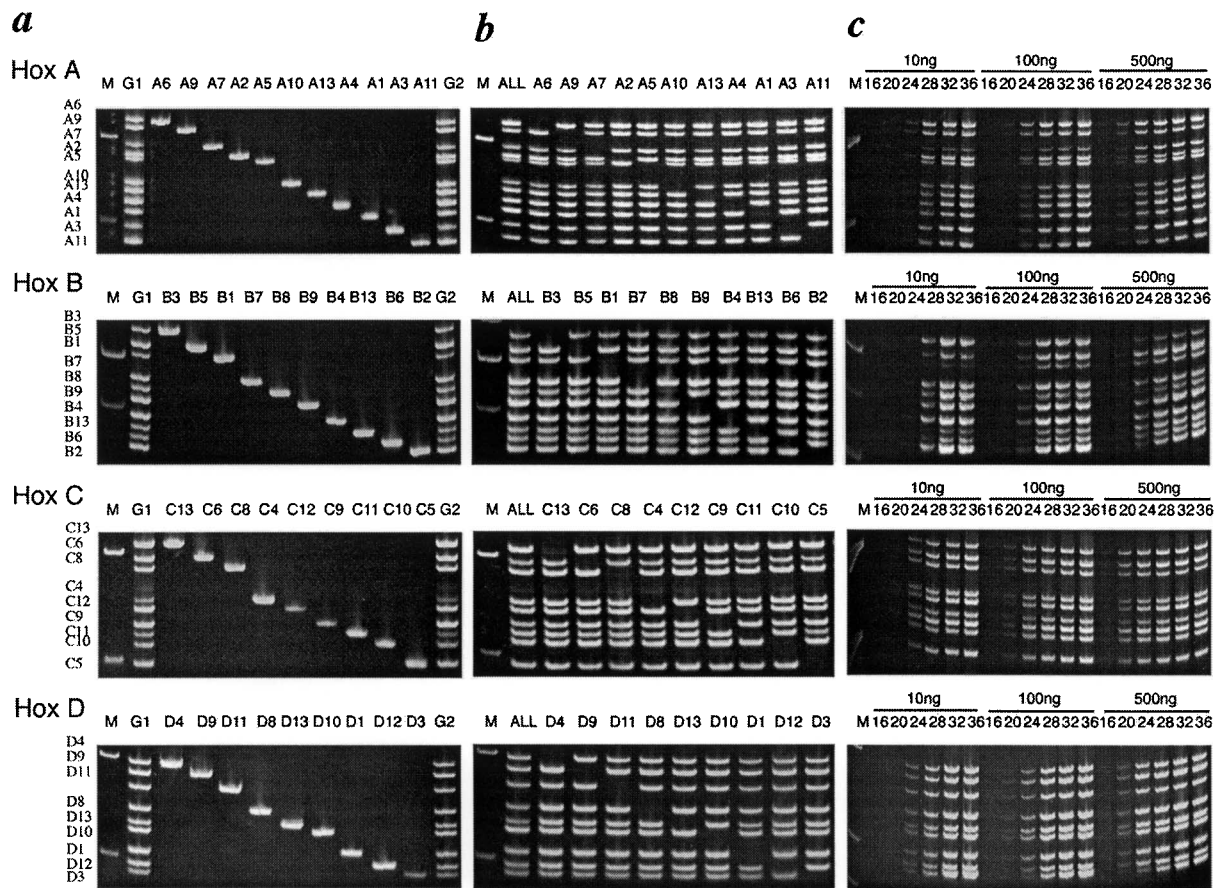 a b c
Hox A
M G1 A6 A9 A7 A2 A5 A10 A13 A4 A1 A3 A11 G2
M ALL A6 A9 A7 A2 A5 A10 A13 A4 A1 A3 A11
10ng 100ng 500ng
M 16 20 24 28 32 36 16 20 24 28 32 36 16 20 24 28 32 36
A6
A9
A7
A2
A5
A10
A13
A4
A1
A3
A11
Hox B
M G1 B3 B5 B1 B7 B8 B9 B4 B13 B6 B2 G2
M ALL B3 B5 B1 B7 B8 B9 B4 B13 B6 B2
10ng 100ng 500ng
M 16 20 24 28 32 36 16 20 24 28 32 36 16 20 24 28 32 36
B3
B5
B1
B7
B8
B9
B4
B13
B6
B2
Hox C
M G1 C13 C6 C8 C4 C12 C9 C11 C10 C5 G2
M ALL C13 C6 C8 C4 C12 C9 C11 C10 C5
10ng 100ng 500ng
M 16 20 24 28 32 36 16 20 24 28 32 36 16 20 24 28 32 36
C13
C6
C8
C4
C12
C9
C11
C10
C5
Hox D
M G1 D4 D9 D11 D8 D13 D10 D1 D12 D3 G2
M ALL D4 D9 D11 D8 D13 D10 D1 D12 D3
10ng 100ng 500ng
M 16 20 24 28 32 36 16 20 24 28 32 36 16 20 24 28 32 36
D4
D9
D11
D8
D13
D10
D1
D12
D3